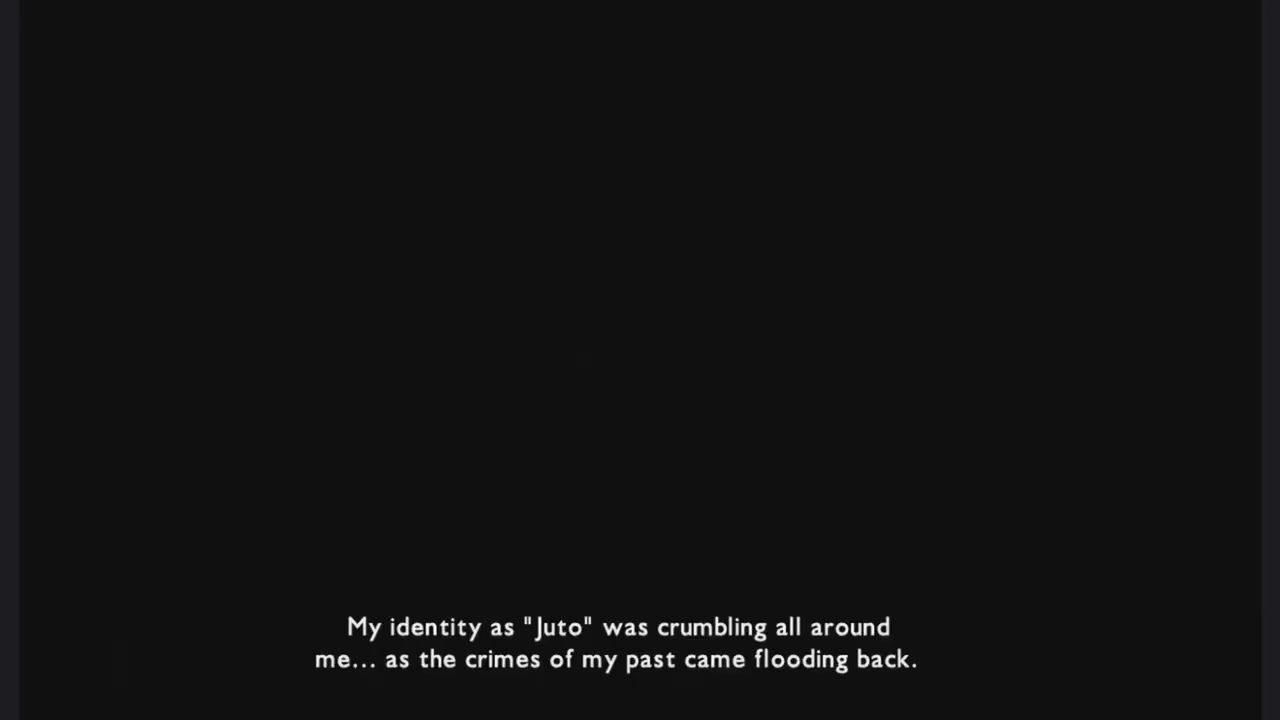 My identity as "Juto" was crumbling all around
me... as the crimes of my past came flooding back.